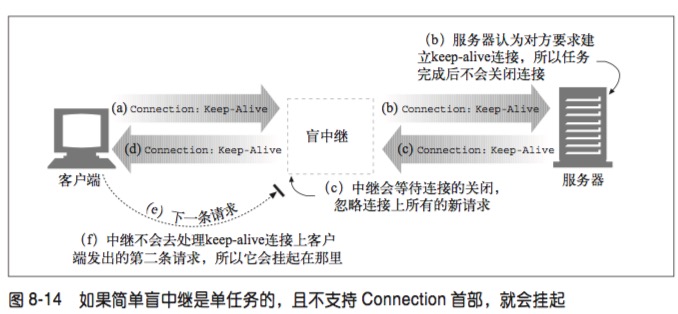 (b) 服务器认为对方要求建
立keep-alive连接，所以任务
完成后不会关闭连接
(a) Connection: Keep-Alive
(b) Connection: Keep-Alive
盲中继
(d) Connection: Keep-Alive
(c) Connection: Keep-Alive
客户端
服务器
(c) 中继会等待连接的关闭，
忽略连接上所有的新请求
(e) 下一条请求
(f) 中继不会去处理keep-alive连接上客户
端发出的第二条请求，所以它会挂起在那里
图 8-14 如果简单盲中继是单任务的，且不支持 Connection 首部，就会挂起